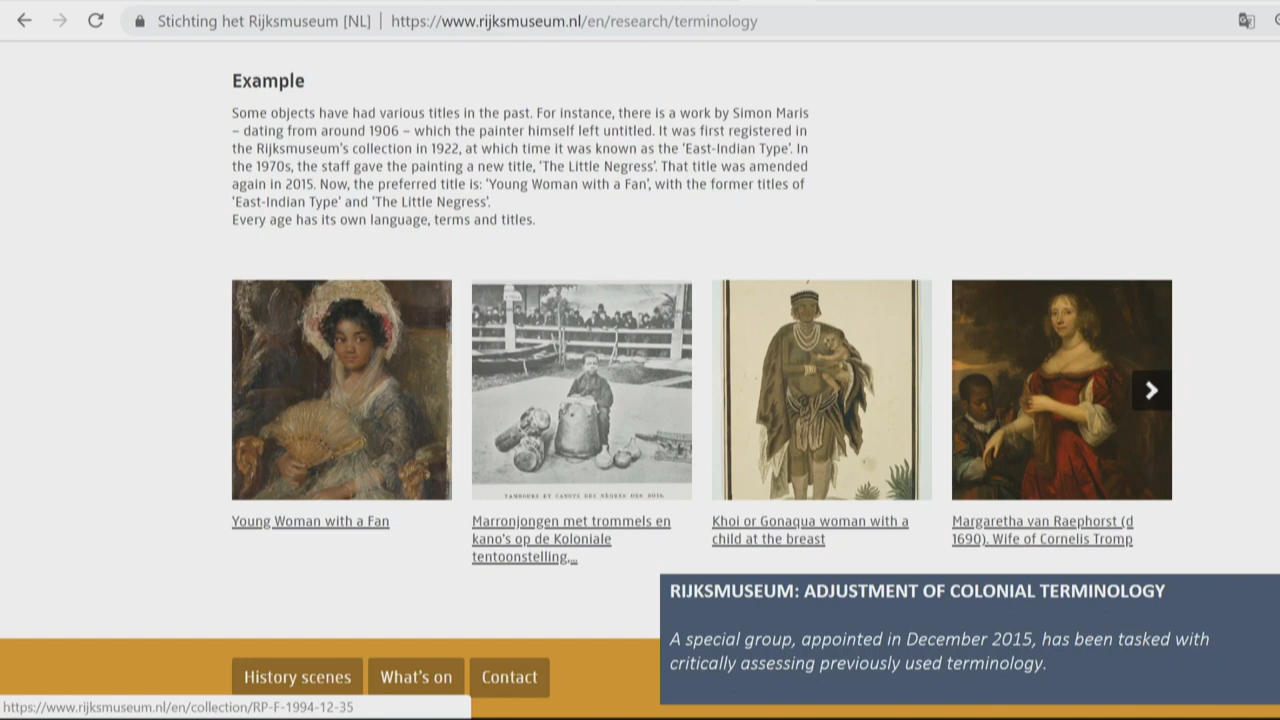 Stichting het Rijksmuseum [NL] | https://www.rijksmuseum.nl/en/research/terminology
Example
Some objects have had various titles in the past. For instance, there is a work by Simon Maris
– dating from around 1906 – which the painter himself left untitled. It was first registered in
the Rijksmuseum's collection in 1922, at which time it was known as the 'East-Indian Type'. In
the 1970s, the staff gave the painting a new title, 'The Little Negress'. That title was amended
again in 2015. Now, the preferred title is: 'Young Woman with a Fan', with the former titles of
'East-Indian Type' and 'The Little Negress'.
Every age has its own language, terms and titles.
TAMBOURS ET CANOTS DES NÈGRES DES BOIS.
Young Woman with a Fan
Marronjongen met trommels en
kano's op de Koloniale
tentoonstelling,...
Khoi or Gonaqua woman with a
child at the breast
Margaretha van Raephorst (d
1690), Wife of Cornelis Tromp
RIJKSMUSEUM: ADJUSTMENT OF COLONIAL TERMINOLOGY
A special group, appointed in December 2015, has been tasked with
critically assessing previously used terminology.
History scenes
What's on
Contact
https://www.rijksmuseum.nl/en/collection/RP-F-1994-12-35